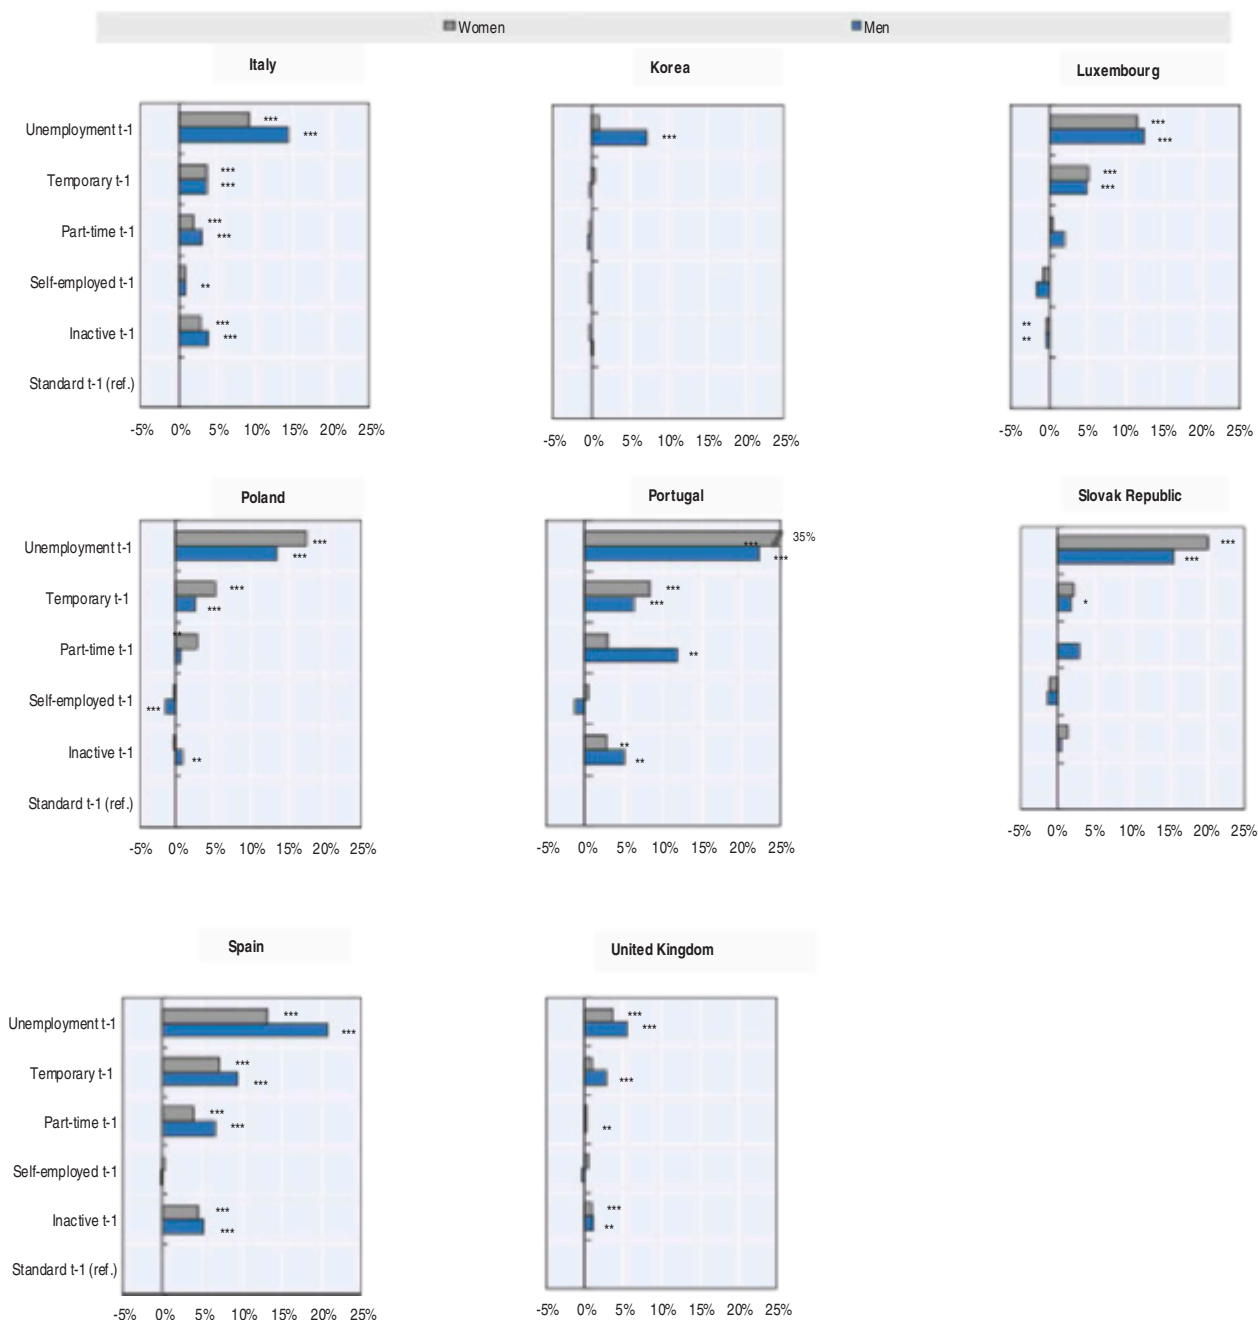 Women Men
Italy Korea Luxembourg
Unemployment t-1 *** *** *** *** ***
Temporary t-1 *** *** *** ***
Part-time t-1 *** ***
Self-employed t-1 **
Inactive t-1 *** *** ** **
Standard t-1 (ref.)
-5% 0% 5% 10% 15% 20% 25% -5% 0% 5% 10% 15% 20% 25% -5% 0% 5% 10% 15% 20% 25%
Poland Portugal Slovak Republic
Unemployment t-1 *** *** *** *** 35% *** ***
Temporary t-1 *** *** *** *** *
Part-time t-1 ** **
Self-employed t-1 ***
Inactive t-1 ** ** **
Standard t-1 (ref.)
-5% 0% 5% 10% 15% 20% 25% -5% 0% 5% 10% 15% 20% 25% -5% 0% 5% 10% 15% 20% 25%
Spain United Kingdom
Unemployment t-1 *** *** *** ***
Temporary t-1 *** *** ***
Part-time t-1 *** *** **
Self-employed t-1
Inactive t-1 *** *** *** **
Standard t-1 (ref.)
-5% 0% 5% 10% 15% 20% 25% -5% 0% 5% 10% 15% 20% 25%